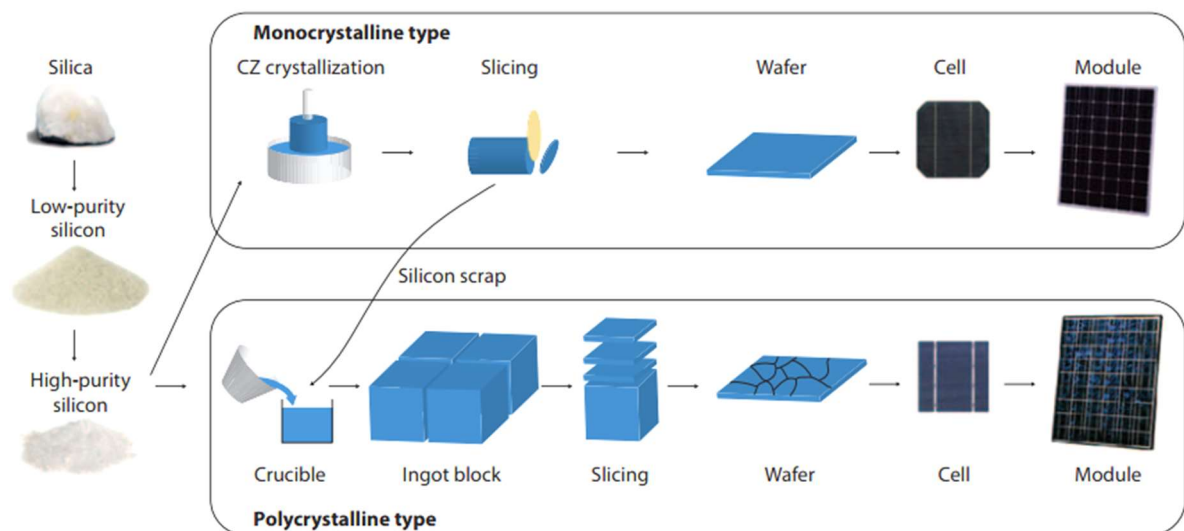 Monocrystalline type
Silica
CZ crystallization
Slicing
Wafer
Cell
Module
Low-purity
silicon
Silicon scrap
High-purity
silicon
Crucible
Ingot block
Slicing
Wafer
Cell
Module
Polycrystalline type